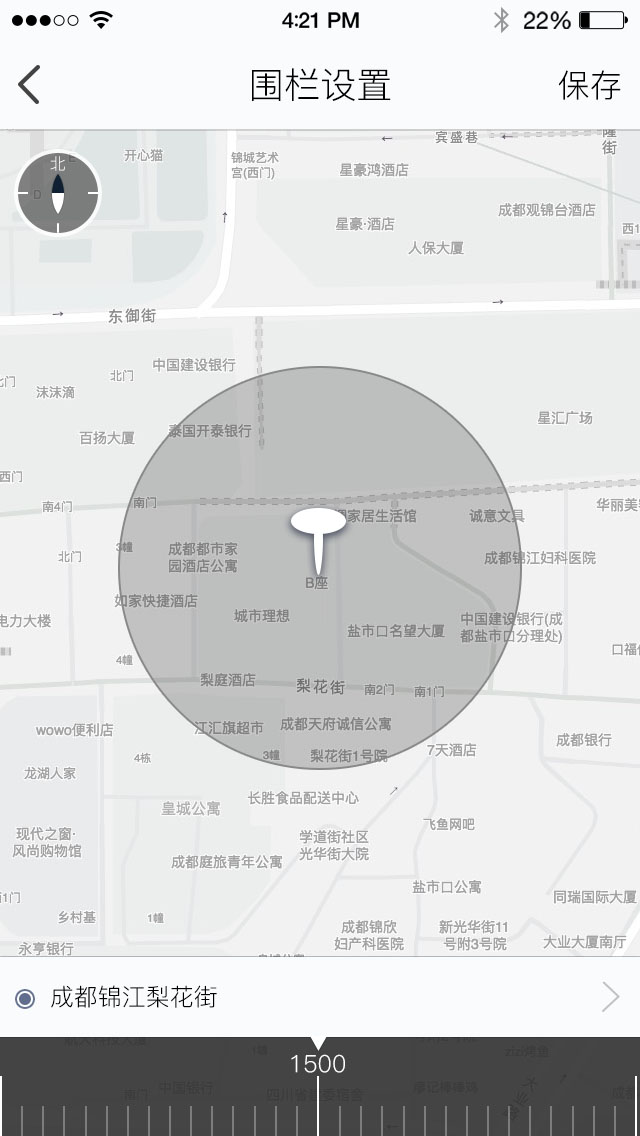 4:21 PM
22%
围栏设置
保存
宾盛巷
隆
街
北
开心猫
锦城艺术
宫(西门)
星豪鸿酒店
D
星豪·酒店
成都观锦台酒店
西1
人保大厦
东御街
中国建设银行
北门
北门
沫沫滴
泰国开泰银行
百扬大厦
星汇广场
西门
南4门
南门
家居生活馆
诚意文具
华丽美
3幢
北门
成都都市家
园酒店公寓
成都锦江妇科医院
B座
如家快捷酒店
城市理想
电力大楼
盐市口名望大厦
中国建设银行(成
都盐市口分理处)
口福
4幢
梨庭酒店
梨花街
南2门
南1门
wowo便利店
江汇旗超市
成都天府诚信公寓
4栋
3幢
梨花街1号院
7天酒店
成都银行
龙湖人家
皇城公寓
长胜食品配送中心
现代之窗·
风尚购物馆
学道街社区
光华街大院
飞鱼网吧
成都庭旅青年公寓
盐市口公寓
南1门
同瑞国际大厦
乡村基
1幢
成都锦欣
妇产科医院
新光华街11
号附3号院
永亨银行
大业大厦南厅
成都锦江梨花街
1500
zizi烤鱼
南门
中国银行
四川省建委宿舍
廖记棒棒鸡